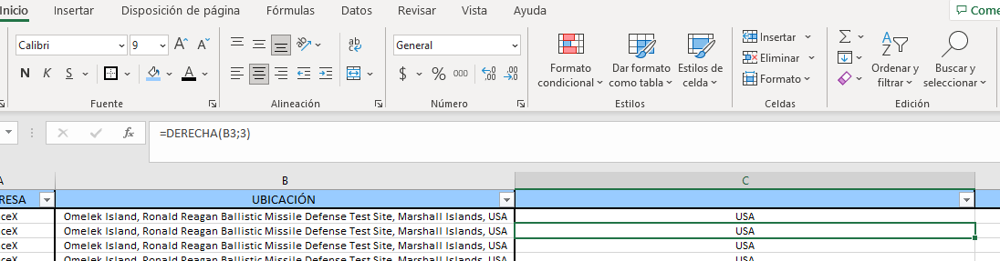 Inicio Insertar Disposición de página Fórmulas Datos Revisar Vista Ayuda Come
Calibri 9 A A ab General Insertar Σ A Z
N K S A $ % 000 ,00 ,0 Formato condicional Dar formato como tabla Estilos de celda Eliminar Formato Ordenar y filtrar Buscar y seleccionar
Fuente Alineación Número Estilos Celdas Edición
fx =DERECHA(B3;3)
A B C
RESA UBICACIÓN
ceX Omelek Island, Ronald Reagan Ballistic Missile Defense Test Site, Marshall Islands, USA USA
ceX Omelek Island, Ronald Reagan Ballistic Missile Defense Test Site, Marshall Islands, USA USA
ceX Omelek Island, Ronald Reagan Ballistic Missile Defense Test Site, Marshall Islands, USA USA
ceX Omelek Island, Ronald Reagan Ballistic Missile Defense Test Site, Marshall Islands, USA USA